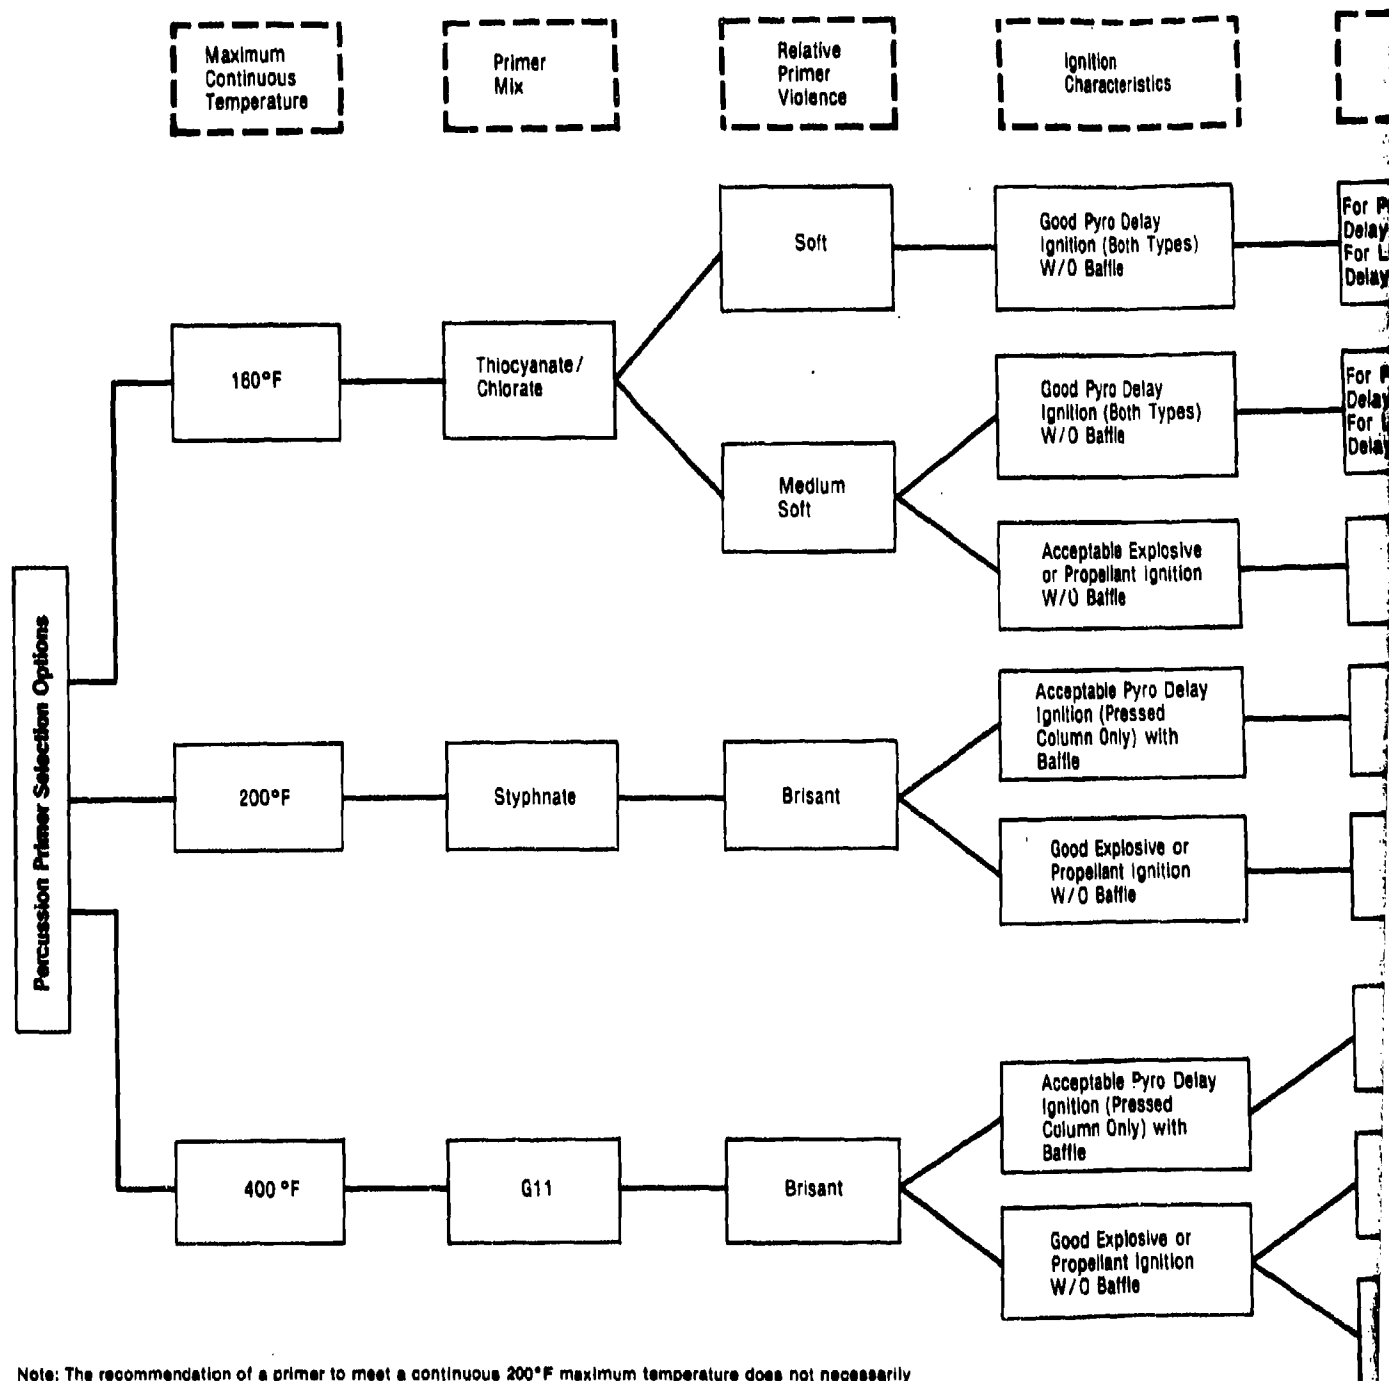 Maximum
Continuous
Temperature
Primer
Mix
Relative
Primer
Violence
Ignition
Characteristics
Soft
Good Pyro Delay
Ignition (Both Types)
W/O Baffle
For
Delay
For
Delay
160°F
Thiocyanate/
Chlorate
Good Pyro Delay
Ignition (Both Types)
W/O Baffle
For
Delay
For
Delay
Medium
Soft
Acceptable Explosive
or Propellant Ignition
W/O Baffle
Percussion Primer Selection Options
200°F
Styphnate
Brisant
Acceptable Pyro Delay
Ignition (Pressed
Column Only) with
Baffle
Good Explosive or
Propellant Ignition
W/O Baffle
400°F
G11
Brisant
Acceptable Pyro Delay
Ignition (Pressed
Column Only) with
Baffle
Good Explosive or
Propellant Ignition
W/O Baffle
Note: The recommendation of a primer to meet a continuous 200°F maximum temperature does not necessarily